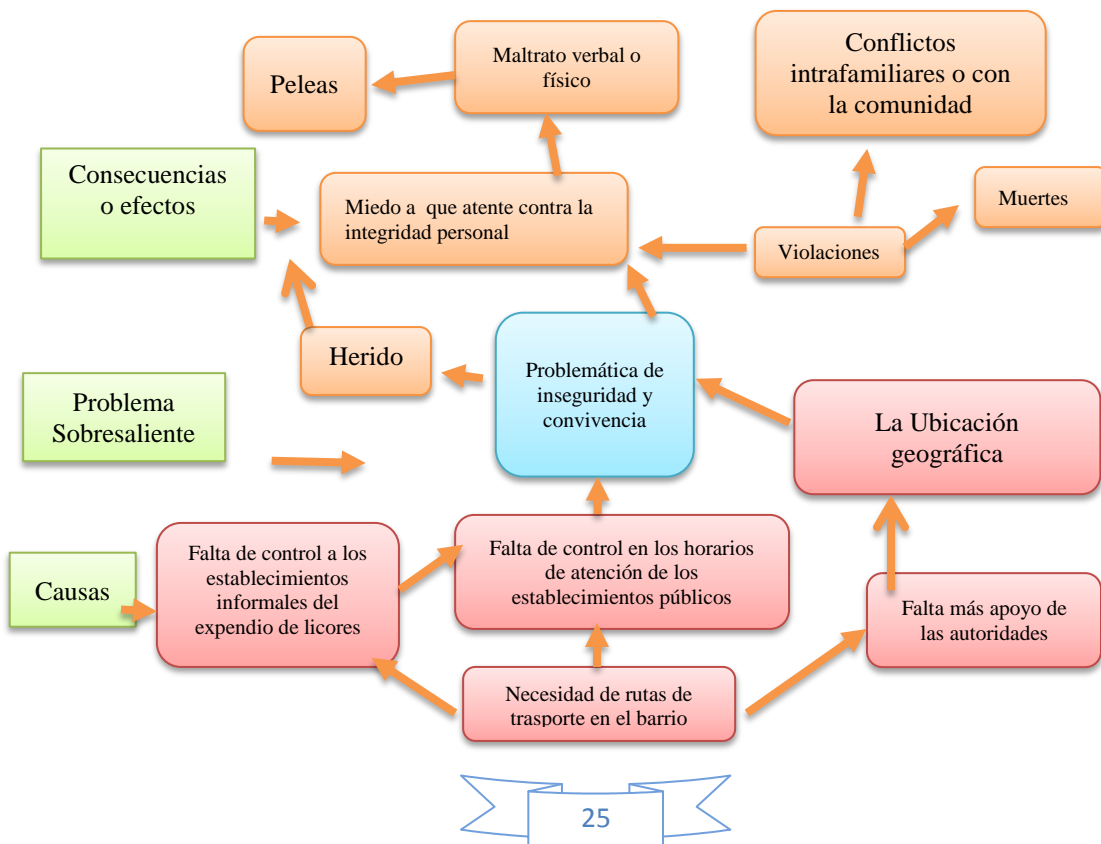 Peleas
Maltrato verbal o
físico
Conflictos
intrafamiliares o con
la comunidad
Consecuencias
o efectos
Miedo a que atente contra la
integridad personal
Muertes
Violaciones
Herido
Problemática de
inseguridad y
convivencia
Problema
Sobresaliente
La Ubicación
geográfica
Causas
Falta de control a los
establecimientos
informales del
expendio de licores
Falta de control en los horarios
de atención de los
establecimientos públicos
Falta más apoyo de
las autoridades
Necesidad de rutas de
trasporte en el barrio
25